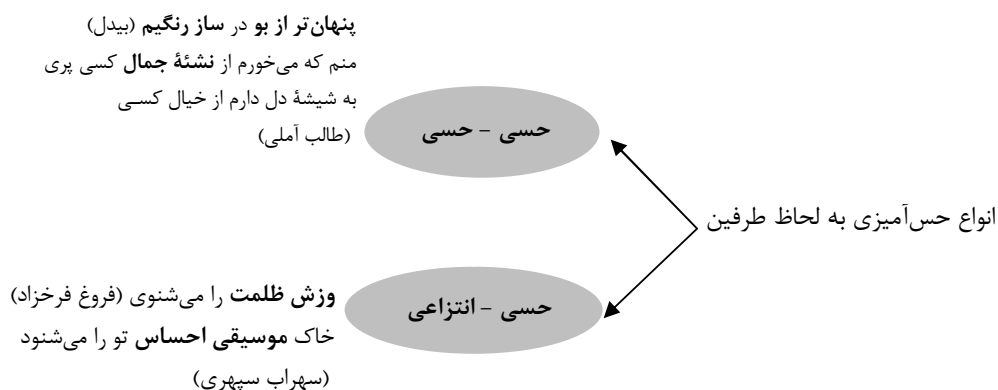 انواع حس‌آمیزی به لحاظ طرفین
حسی – حسی
پنهان‌تر از بو در ساز رنگیم (بیدل)
منم که می‌خورم از نشئهٔ جمال کسی پری
به شیشهٔ دل دارم از خیال کسـی
(طالب آملی)
حسی – انتزاعی
وزش ظلمت را می‌شنوی (فروغ فرخزاد)
خاک موسیقی احساس تو را می‌شنود
(سهراب سپهری)